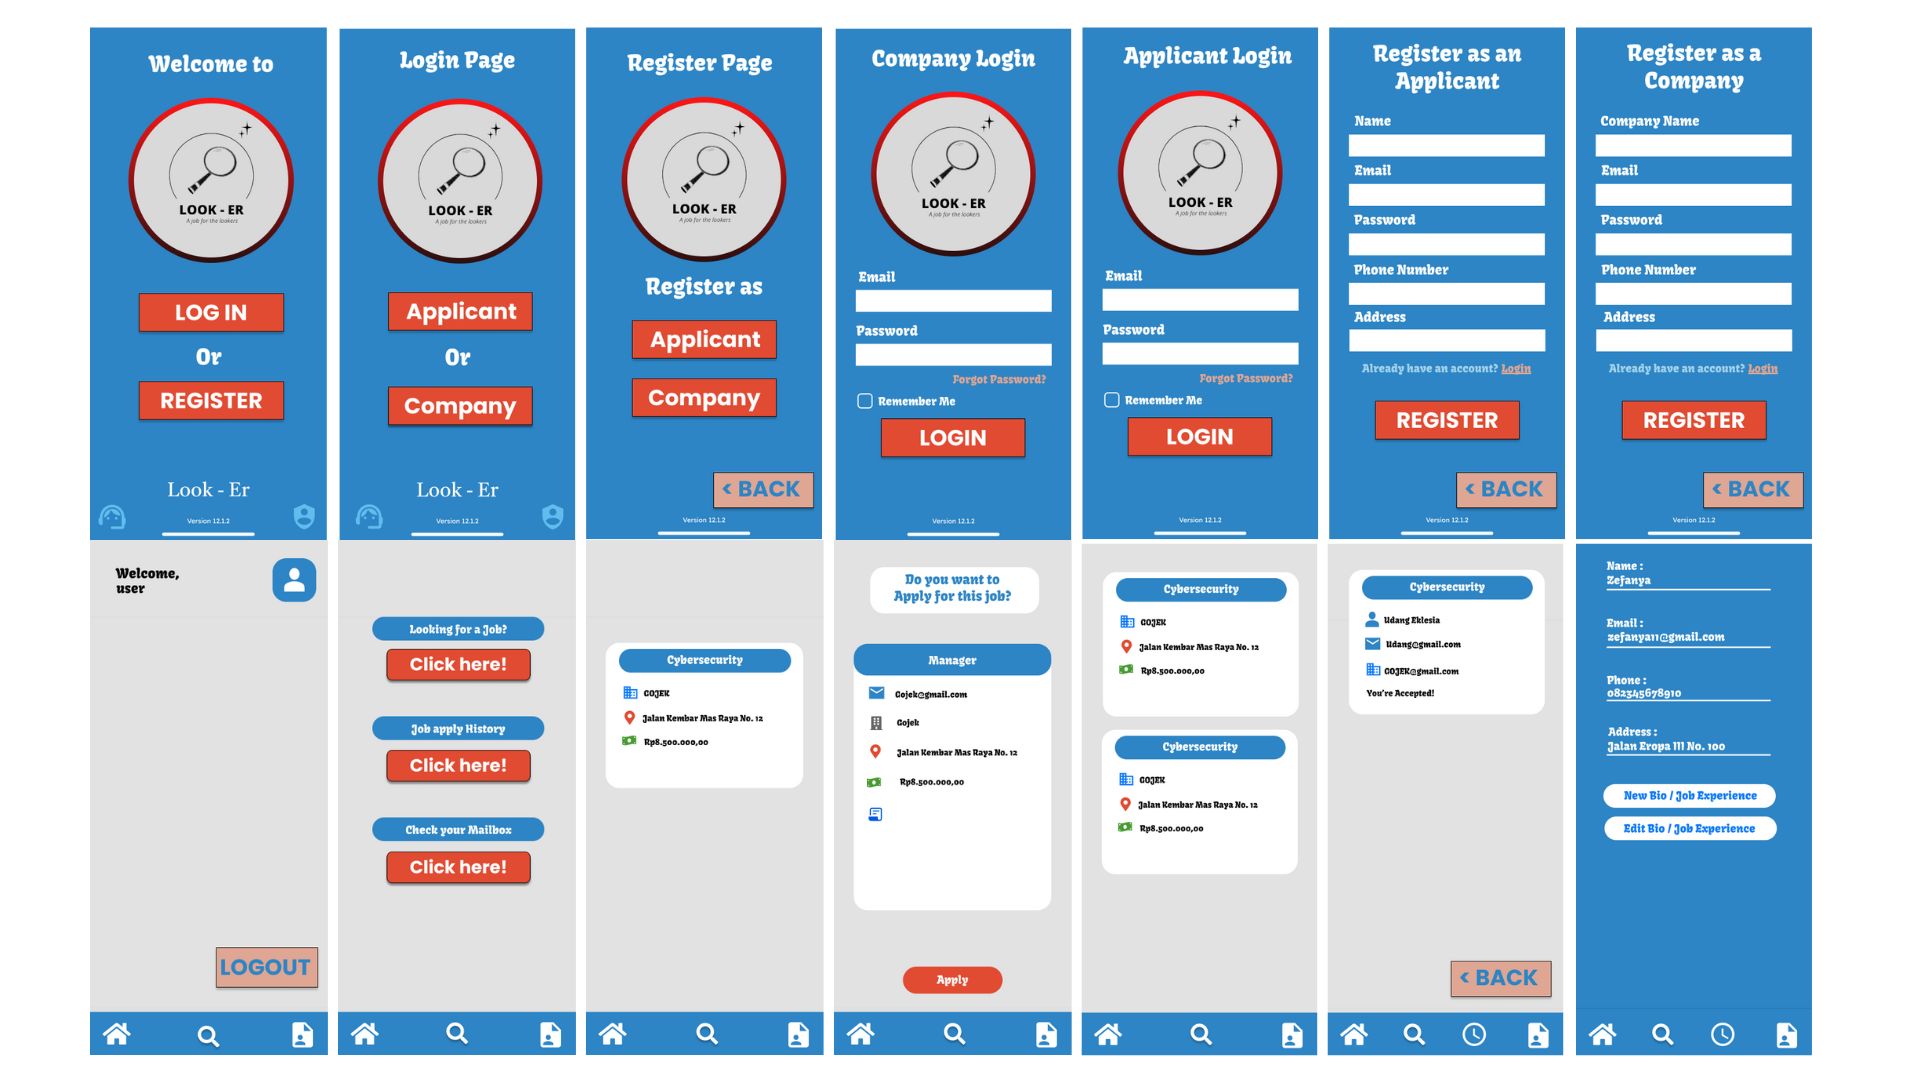 Welcome to
LOOK - ER
A job for the lookers
LOG IN
Or
REGISTER
Look - Er
Version 12.1.2
Login Page
LOOK - ER
A job for the lookers
Applicant
Or
Company
Look - Er
Version 12.1.2
Register Page
LOOK - ER
A job for the lookers
Register as
Applicant
Company
< BACK
Version 12.1.2
Company Login
LOOK - ER
A job for the lookers
Email
Password
Forgot Password?
Remember Me
LOGIN
Version 12.1.2
Applicant Login
LOOK - ER
A job for the lookers
Email
Password
Forgot Password?
Remember Me
LOGIN
Version 12.1.2
Register as an
Applicant
Name
Email
Password
Phone Number
Address
Already have an account? Login
REGISTER
< BACK
Version 12.1.2
Register as a
Company
Company Name
Email
Password
Phone Number
Address
Already have an account? Login
REGISTER
< BACK
Version 12.1.2
Welcome,
user
LOGOUT
Looking for a Job?
Click here!
Job apply History
Click here!
Check your Mailbox
Click here!
Cybersecurity
GOJEK
Jalan Kembar Mas Raya No. 12
Rp8.500.000,00
Do you want to
Apply for this job?
Manager
Gojek@gmail.com
Gojek
Jalan Kembar Mas Raya No. 12
Rp8.500.000,00
Apply
Cybersecurity
GOJEK
Jalan Kembar Mas Raya No. 12
Rp8.500.000,00
Cybersecurity
GOJEK
Jalan Kembar Mas Raya No. 12
Rp8.500.000,00
Cybersecurity
Udang Eklesia
Udang@gmail.com
GOJEK@gmail.com
You're Accepted!
< BACK
Name :
Zefanya
Email :
zefanya11@gmail.com
Phone :
082345678910
Address :
Jalan Eropa III No. 100
New Bio / Job Experience
Edit Bio / Job Experience